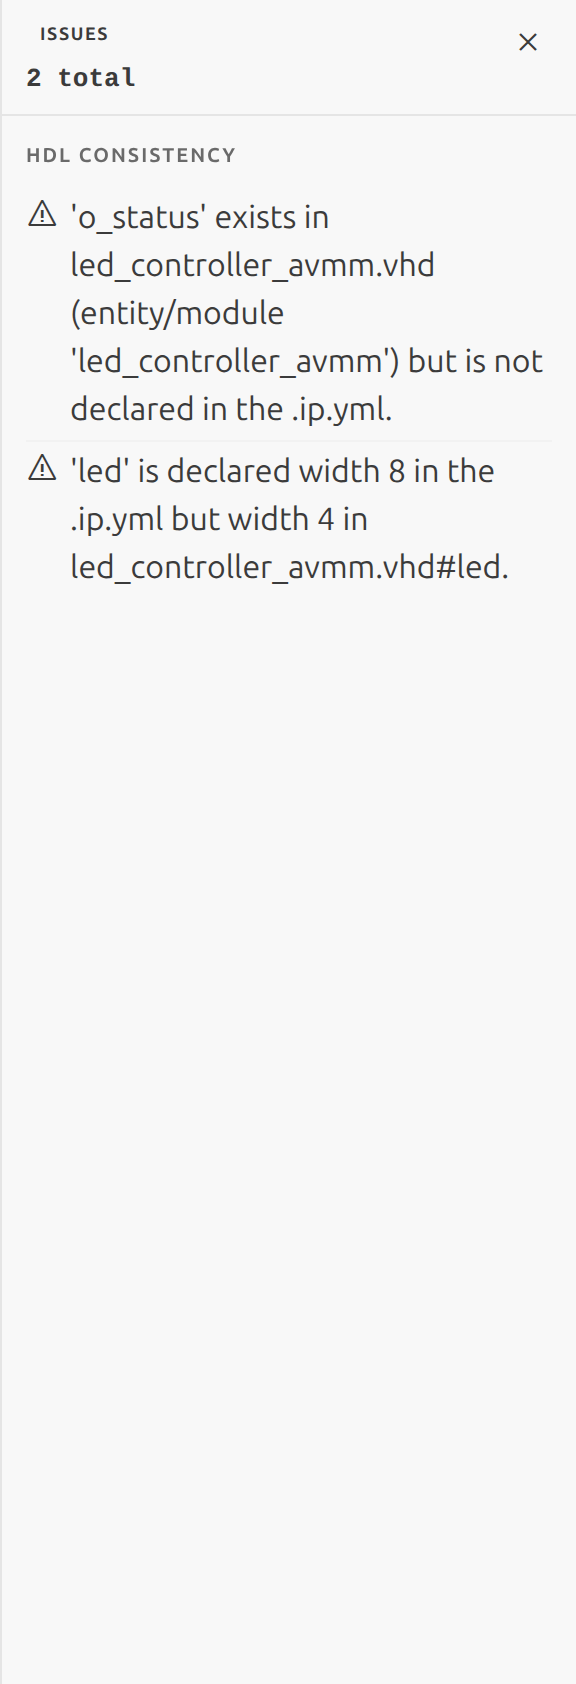 ISSUES
2 total
HDL CONSISTENCY
'o_status' exists in
led_controller_avmm.vhd
(entity/module
'led_controller_avmm') but is not
declared in the .ip.yml.
'led' is declared width 8 in the
.ip.yml but width 4 in
led_controller_avmm.vhd#led.